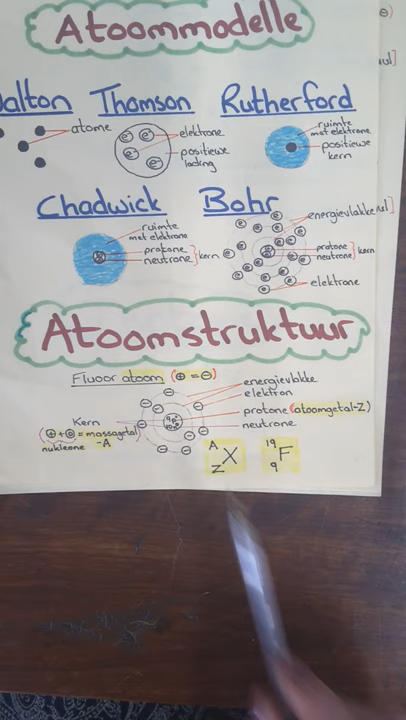 Atoommodelle
Dalton Thomson Rutherford
atome
elektrone
positiewe
lading
ruimte
met elektrone
positiewe
kern
Chadwick Bohr
ruimte
met elektrone
protone
neutrone
kern
energievlakke
protone
neutrone
kern
elektrone
Atoomstruktuur
Fluoor atoom (⊕ = ⊖)
energievlakke
elektron
protone (atoomgetal-Z)
neutrone
Kern
(⊕+⊙ = massagetal
-A
nukleone
A
Z X
19
9 F